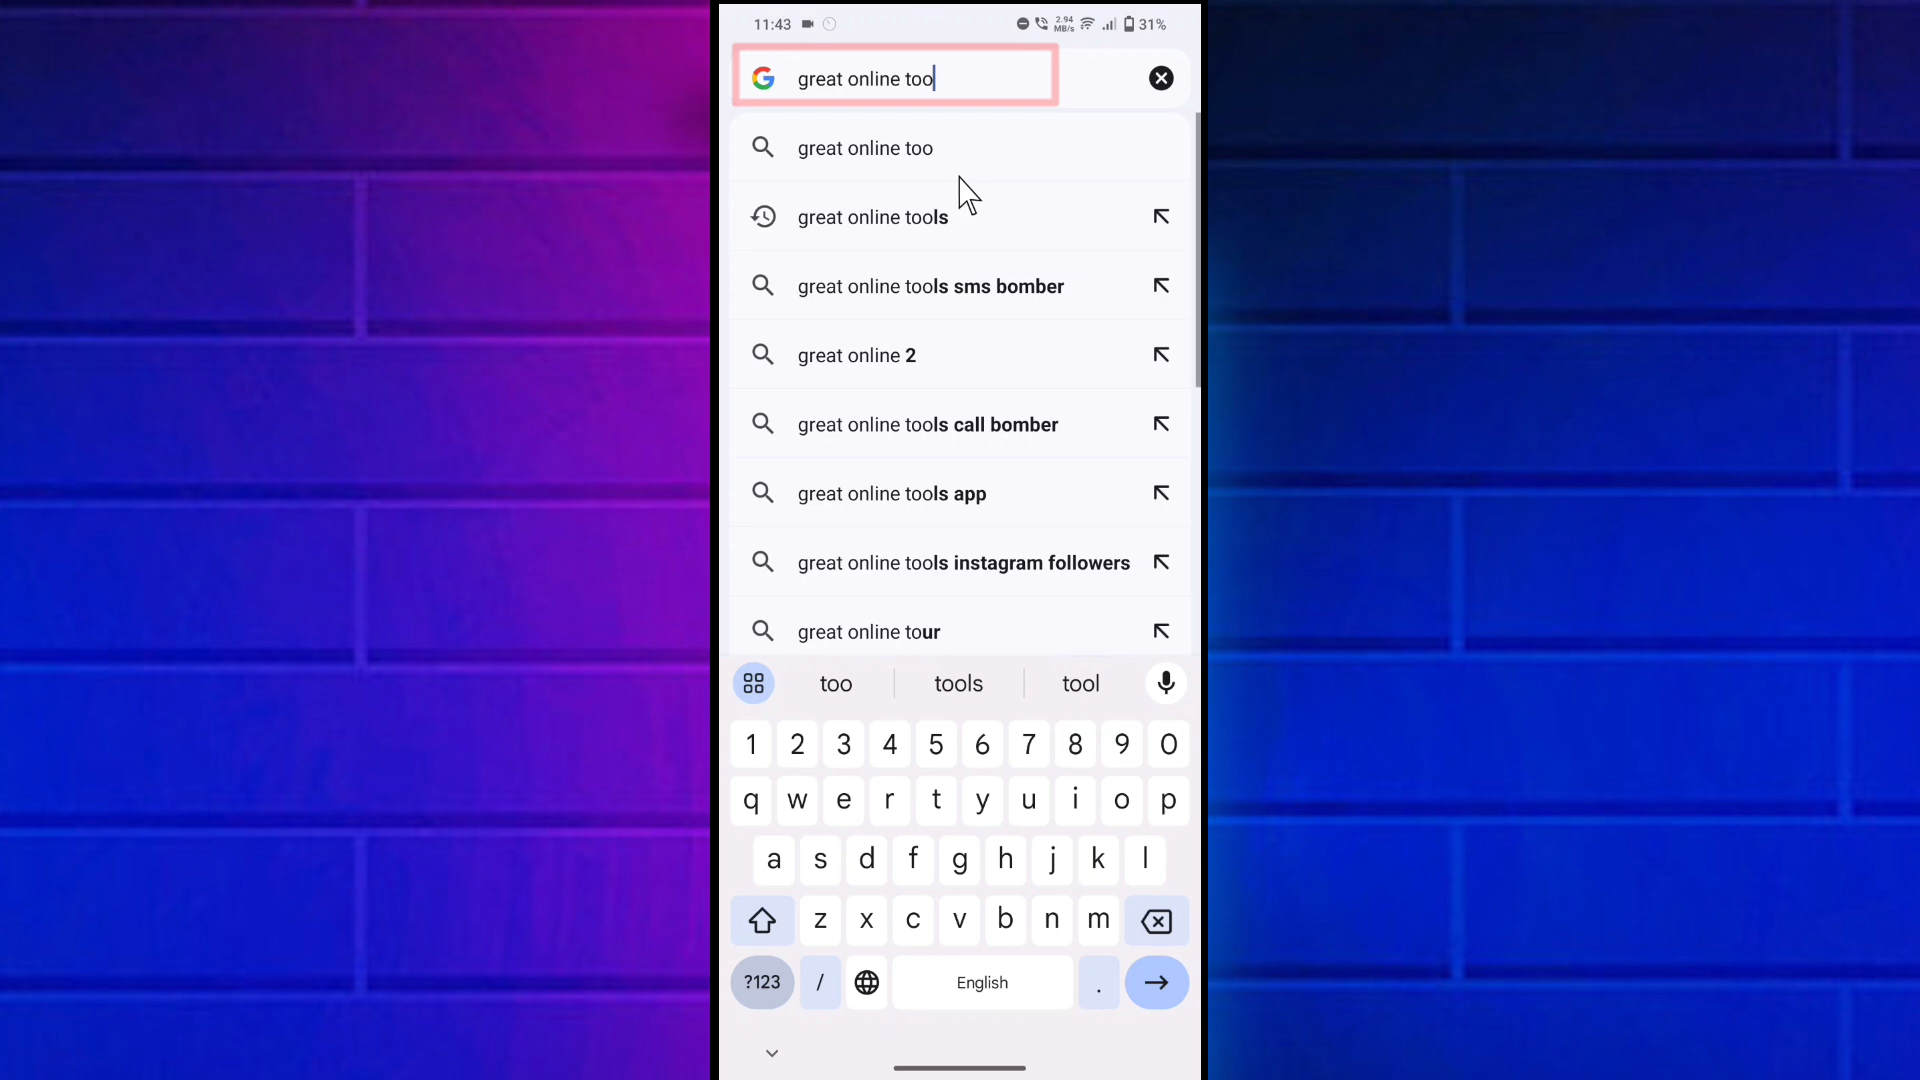 11:43 2.94 MB/s 31%
great online too
great online too
great online tools
great online tools sms bomber
great online 2
great online tools call bomber
great online tools app
great online tools instagram followers
great online tour
too tools tool
1 2 3 4 5 6 7 8 9 0
q w e r t y u i o p
a s d f g h j k l
z x c v b n m
?123 / English .